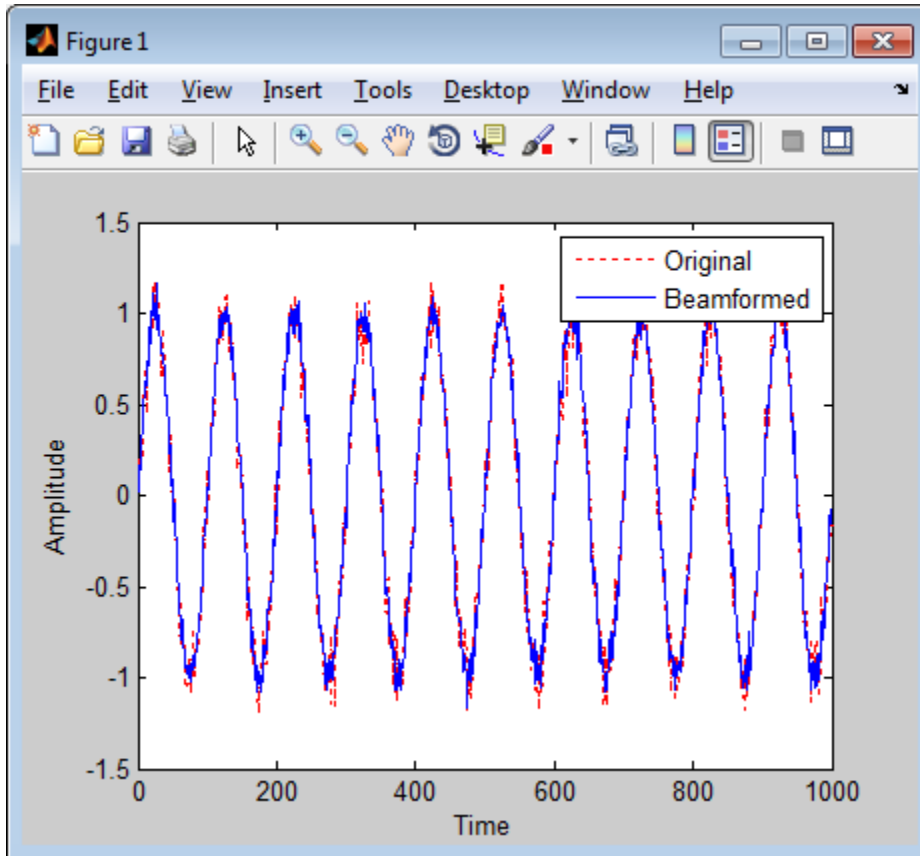 Figure 1
File Edit View Insert Tools Desktop Window Help
Original
Beamformed
1.5
1
0.5
0
-0.5
-1
-1.5
Amplitude
0 200 400 600 800 1000
Time